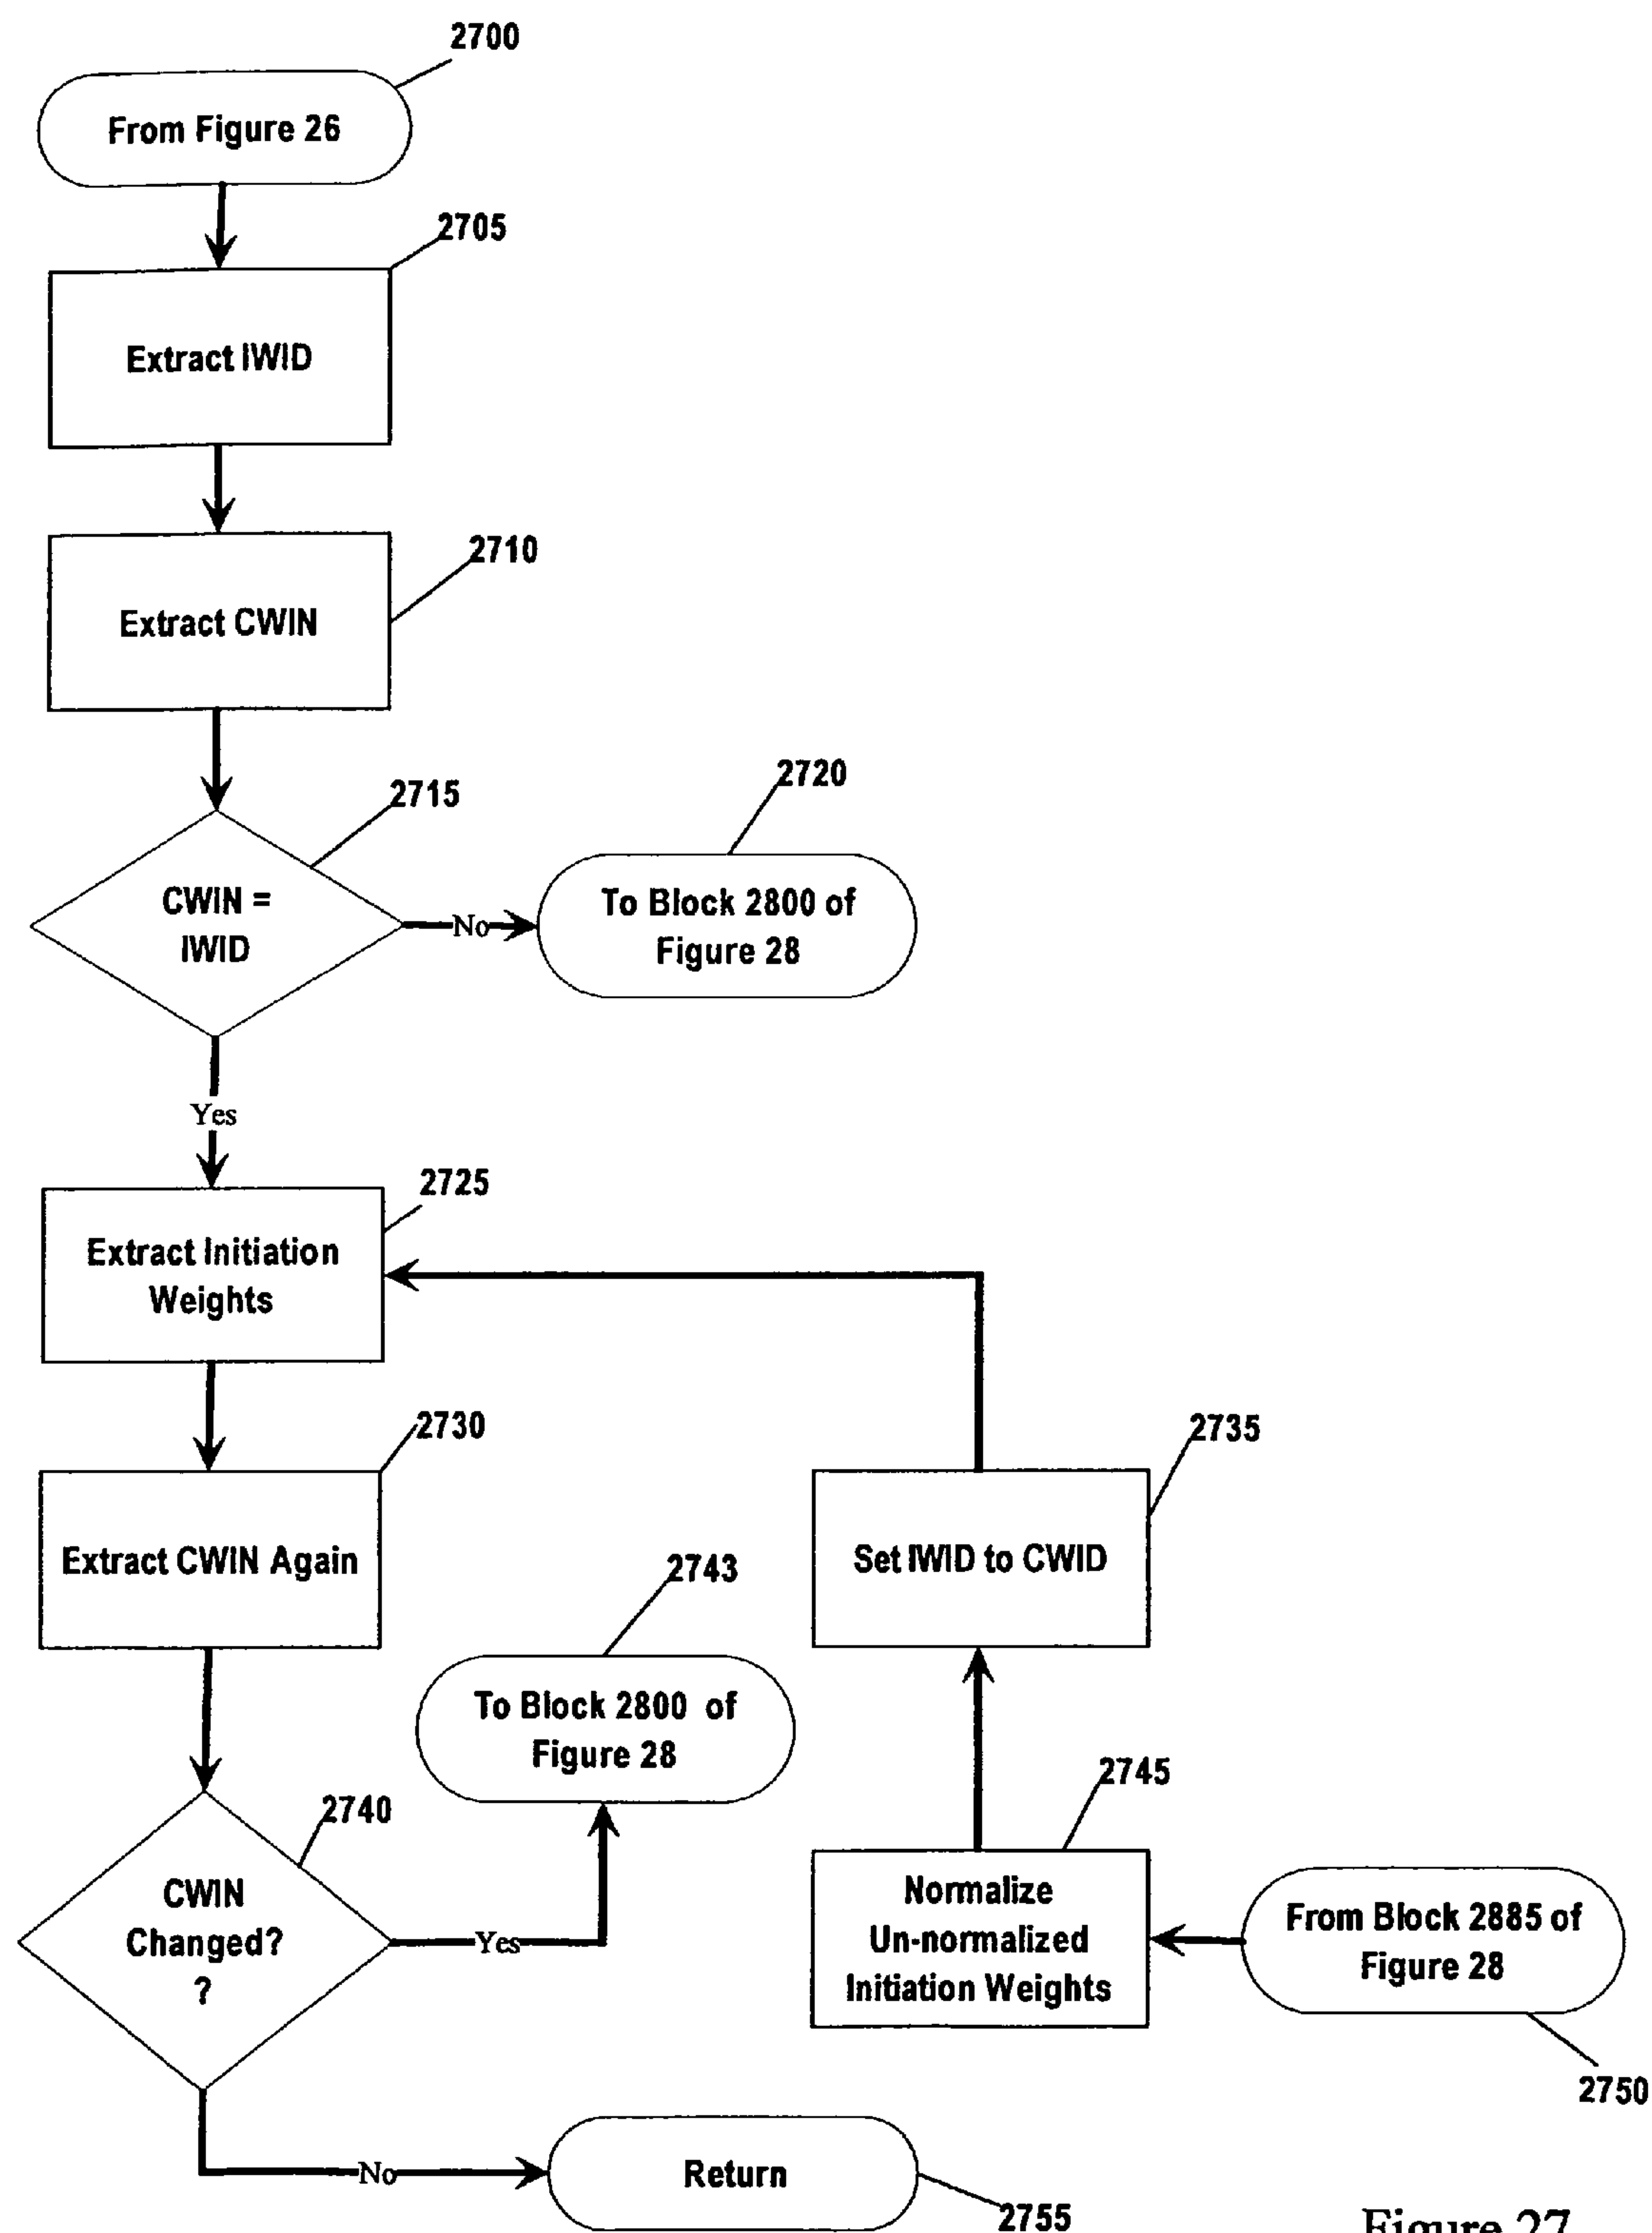 2700
From Figure 26
2705
Extract IWID
2710
Extract CWIN
2715
CWIN =
IWID
No
2720
To Block 2800 of
Figure 28
Yes
2725
Extract Initiation
Weights
2730
Extract CWIN Again
2735
Set IWID to CWID
2743
To Block 2800 of
Figure 28
2740
CWIN
Changed?
?
Yes
2745
Normalize
Un-normalized
Initiation Weights
From Block 2885 of
Figure 28
2750
No
Return
2755
Figure 27